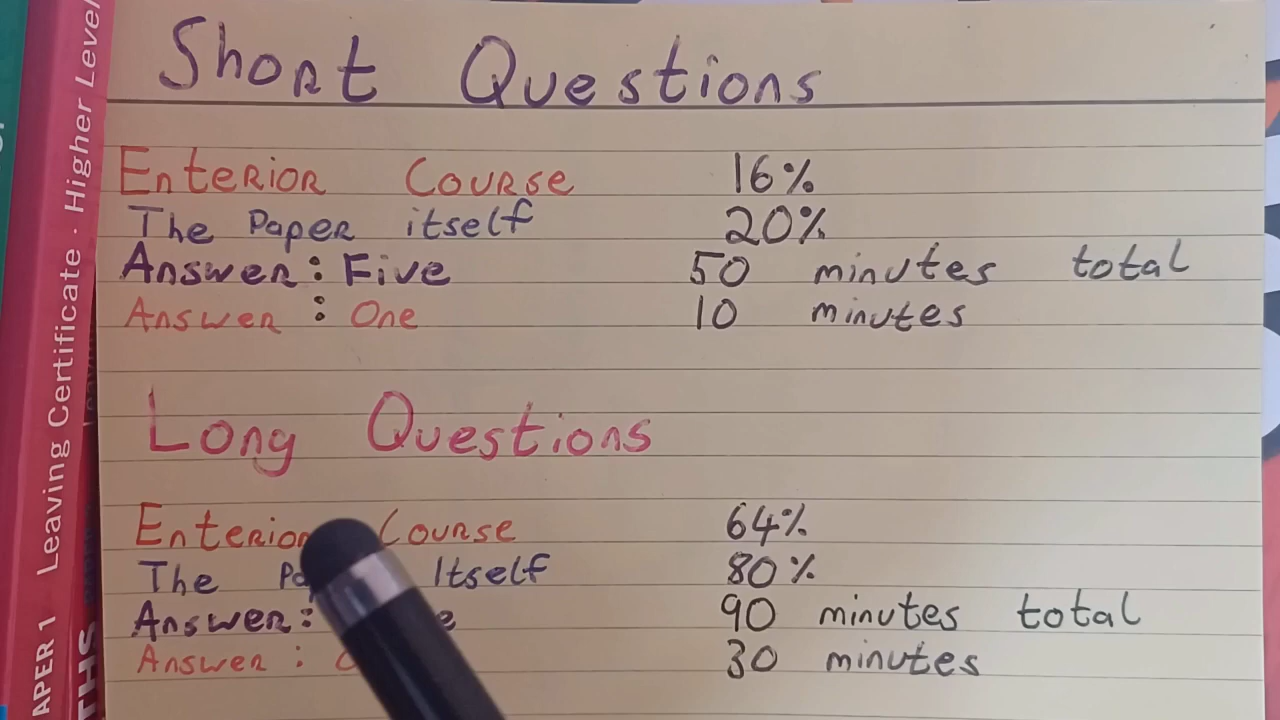 Short Questions
Enterior Course 16%
The Paper itself 20%
Answer: Five 50 minutes total
Answer : One 10 minutes
Long Questions
Enterior Course 64%
The Itself 80%
Answer: 90 minutes total
Answer : 30 minutes
APER 1 Leaving Certificate · Higher Level
THS